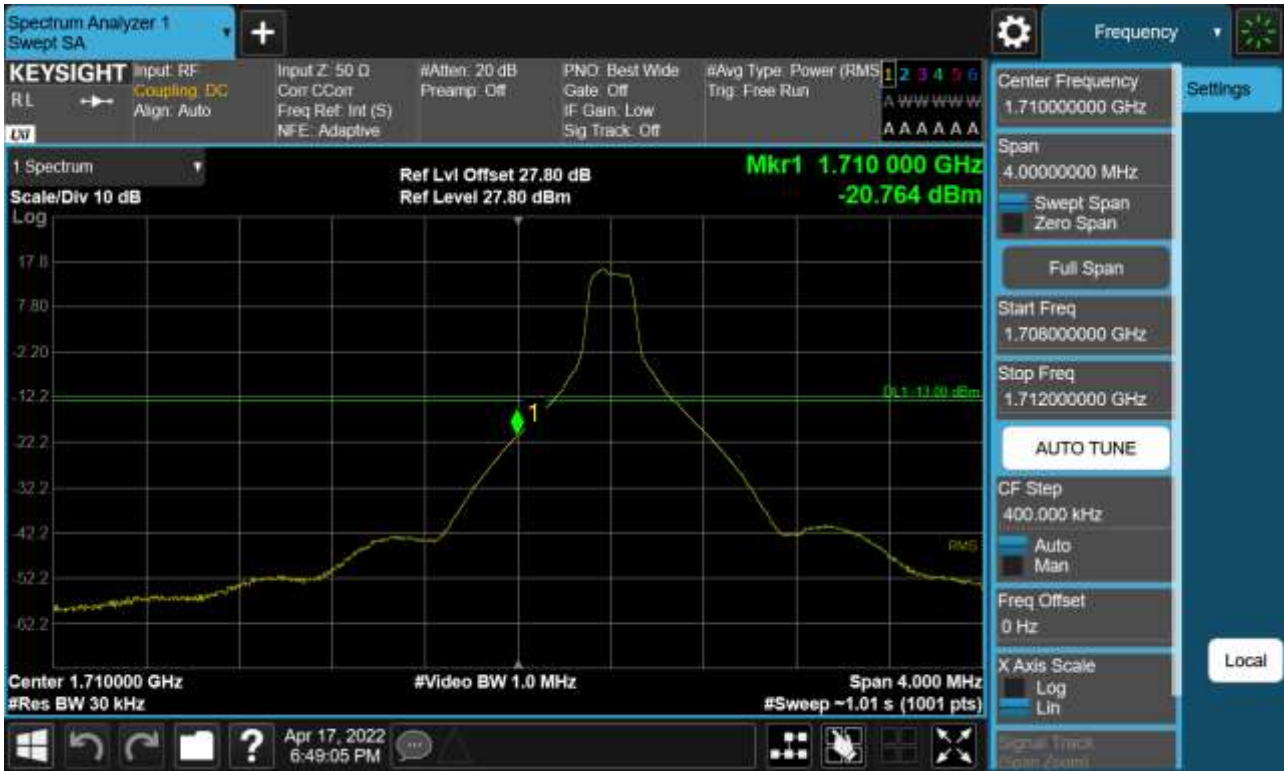 Spectrum Analyzer 1
Swept SA
+
Frequency
KEYSIGHT
RL
Input: RF
Coupling: DC
Align: Auto
Input Z: 50 Ω
Corr CCorr
Freq Ref: Int (S)
NFE: Adaptive
#Atten: 20 dB
Preamp: Off
PNO: Best Wide
Gate: Off
IF Gain: Low
Sig Track: Off
#Avg Type: Power (RMS
Trig: Free Run
1 2 3 4 5 6
A W W W W W
A A A A A A
LXI
1 Spectrum
Scale/Div 10 dB
Ref Lvl Offset 27.80 dB
Ref Level 27.80 dBm
Mkr1 1.710 000 GHz
-20.764 dBm
Log
17.8
7.80
-2.20
-12.2
-22.2
-32.2
-42.2
-52.2
-62.2
DL1 -13.00 dBm
1
RMS
Center 1.710000 GHz
#Res BW 30 kHz
#Video BW 1.0 MHz
Span 4.000 MHz
#Sweep ~1.01 s (1001 pts)
Center Frequency
1.710000000 GHz
Settings
Span
4.00000000 MHz
Swept Span
Zero Span
Full Span
Start Freq
1.708000000 GHz
Stop Freq
1.712000000 GHz
AUTO TUNE
CF Step
400.000 kHz
Auto
Man
Freq Offset
0 Hz
X Axis Scale
Log
Lin
Local
Signal Track
(Span Zoom)
?
Apr 17, 2022
6:49:05 PM